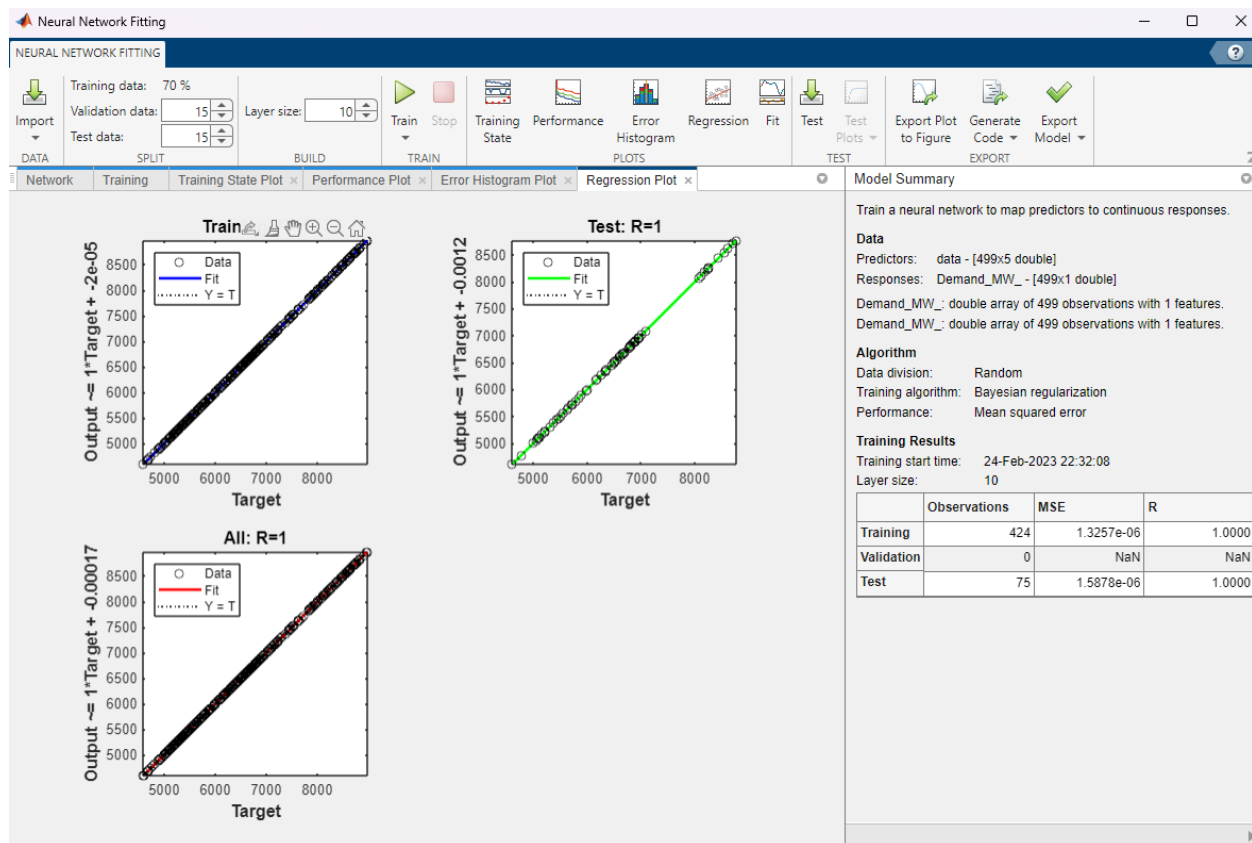 Neural Network Fitting
NEURAL NETWORK FITTING
?
Import
DATA
Training data: 70 %
Validation data: 15
Test data: 15
SPLIT
Layer size: 10
BUILD
Train Stop
TRAIN
Training State
Performance
Error Histogram
Regression
Fit
PLOTS
Test
Test Plots
TEST
Export Plot to Figure
Generate Code
Export Model
EXPORT
Network Training Training State Plot × Performance Plot × Error Histogram Plot × Regression Plot ×
Train
Output ~= 1*Target + -2e-05
Data
Fit
Y = T
8500
8000
7500
7000
6500
6000
5500
5000
5000 6000 7000 8000
Target
Test: R=1
Output ~= 1*Target + -0.0012
Data
Fit
Y = T
8500
8000
7500
7000
6500
6000
5500
5000
5000 6000 7000 8000
Target
All: R=1
Output ~= 1*Target + -0.00017
Data
Fit
Y = T
8500
8000
7500
7000
6500
6000
5500
5000
5000 6000 7000 8000
Target
Model Summary
Train a neural network to map predictors to continuous responses.
Data
Predictors: data - [499x5 double]
Responses: Demand_MW_ - [499x1 double]
Demand_MW_: double array of 499 observations with 1 features.
Demand_MW_: double array of 499 observations with 1 features.
Algorithm
Data division: Random
Training algorithm: Bayesian regularization
Performance: Mean squared error
Training Results
Training start time: 24-Feb-2023 22:32:08
Layer size: 10
Observations MSE R
Training 424 1.3257e-06 1.0000
Validation 0 NaN NaN
Test 75 1.5878e-06 1.0000